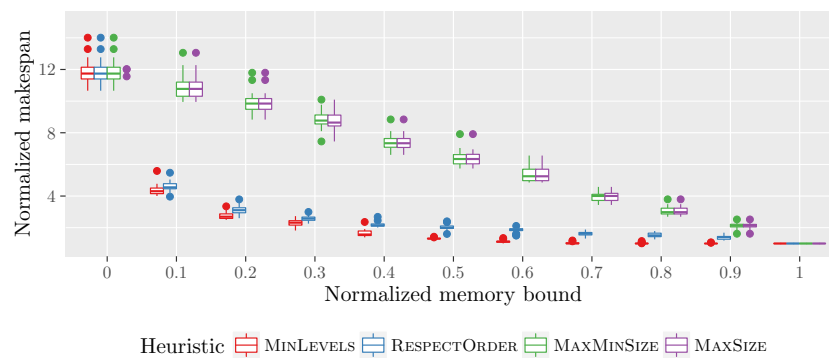 Normalized makespan
12
8
4
0 0.1 0.2 0.3 0.4 0.5 0.6 0.7 0.8 0.9 1
Normalized memory bound
Heuristic MINLEVELS RESPECTORDER MAXMINSIZE MAXSIZE